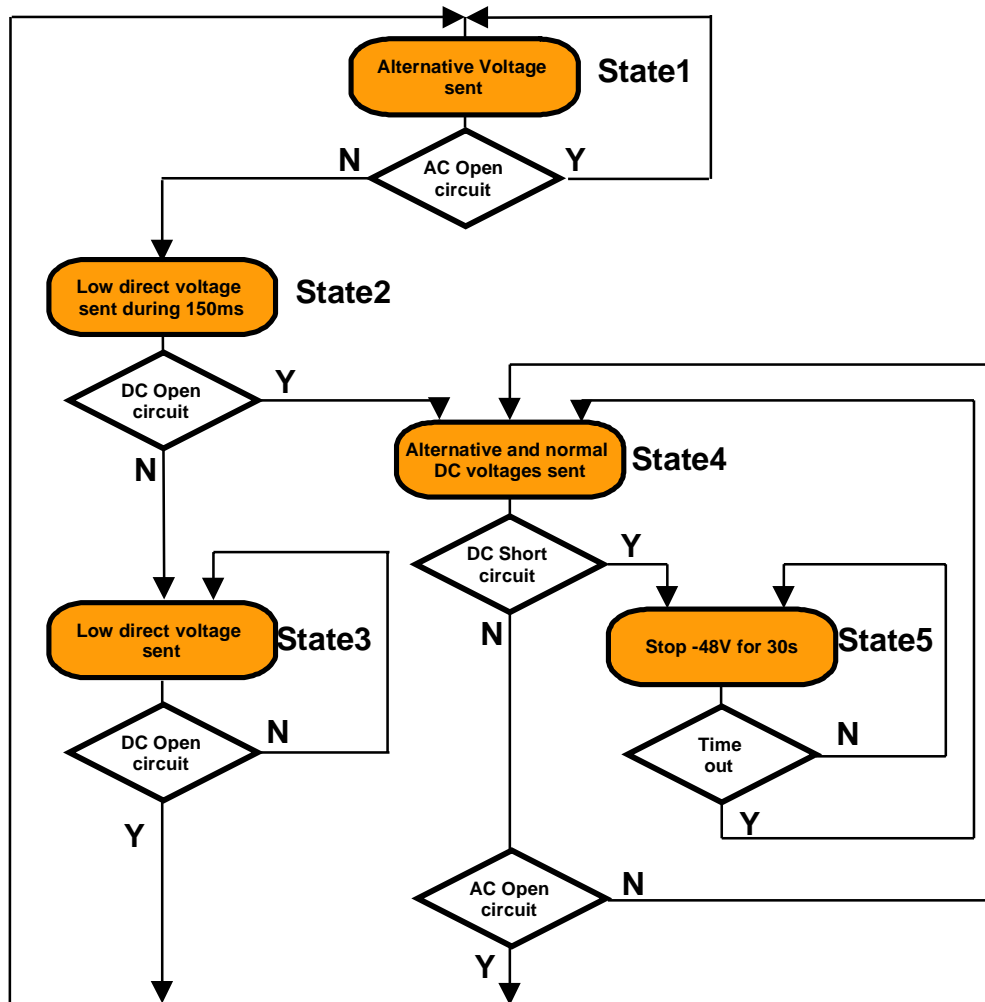 Alternative Voltage
sent
State1
N
AC Open
circuit
Y
Low direct voltage
sent during 150ms
State2
DC Open
circuit
Y
N
Alternative and normal
DC voltages sent
State4
DC Short
circuit
Y
N
Low direct voltage
sent
State3
Stop -48V for 30s
State5
DC Open
circuit
N
Y
Time
out
N
Y
AC Open
circuit
N
Y